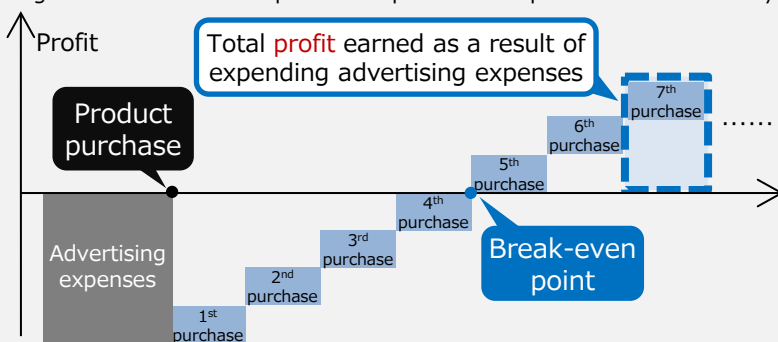 Profit
Total profit earned as a result of
expending advertising expenses
Product
purchase
7th
purchase
......
6th
purchase
5th
purchase
4th
purchase
Advertising
expenses
3rd
purchase
Break-even
point
2nd
purchase
1st
purchase